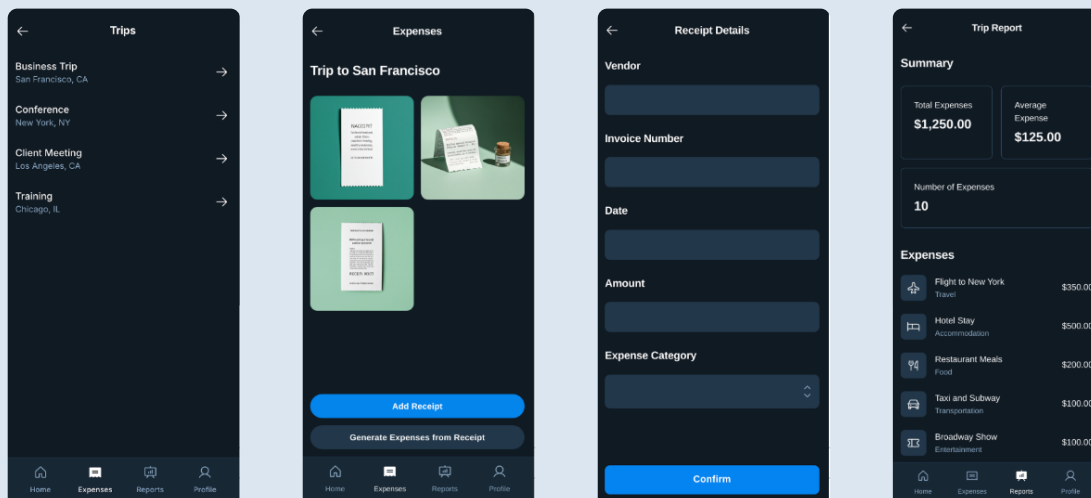 Trips
Business Trip
San Francisco, CA
Conference
New York, NY
Client Meeting
Los Angeles, CA
Training
Chicago, IL
Home
Expenses
Reports
Profile
Expenses
Trip to San Francisco
Add Receipt
Generate Expenses from Receipt
Home
Expenses
Reports
Profile
Receipt Details
Vendor
Invoice Number
Date
Amount
Expense Category
Confirm
Trip Report
Summary
Total Expenses
$1,250.00
Average
Expense
$125.00
Number of Expenses
10
Expenses
Flight to New York
Travel
$350.00
Hotel Stay
Accommodation
$500.00
Restaurant Meals
Food
$200.00
Taxi and Subway
Transportation
$100.00
Broadway Show
Entertainment
$100.00
Home
Expenses
Reports
Profile